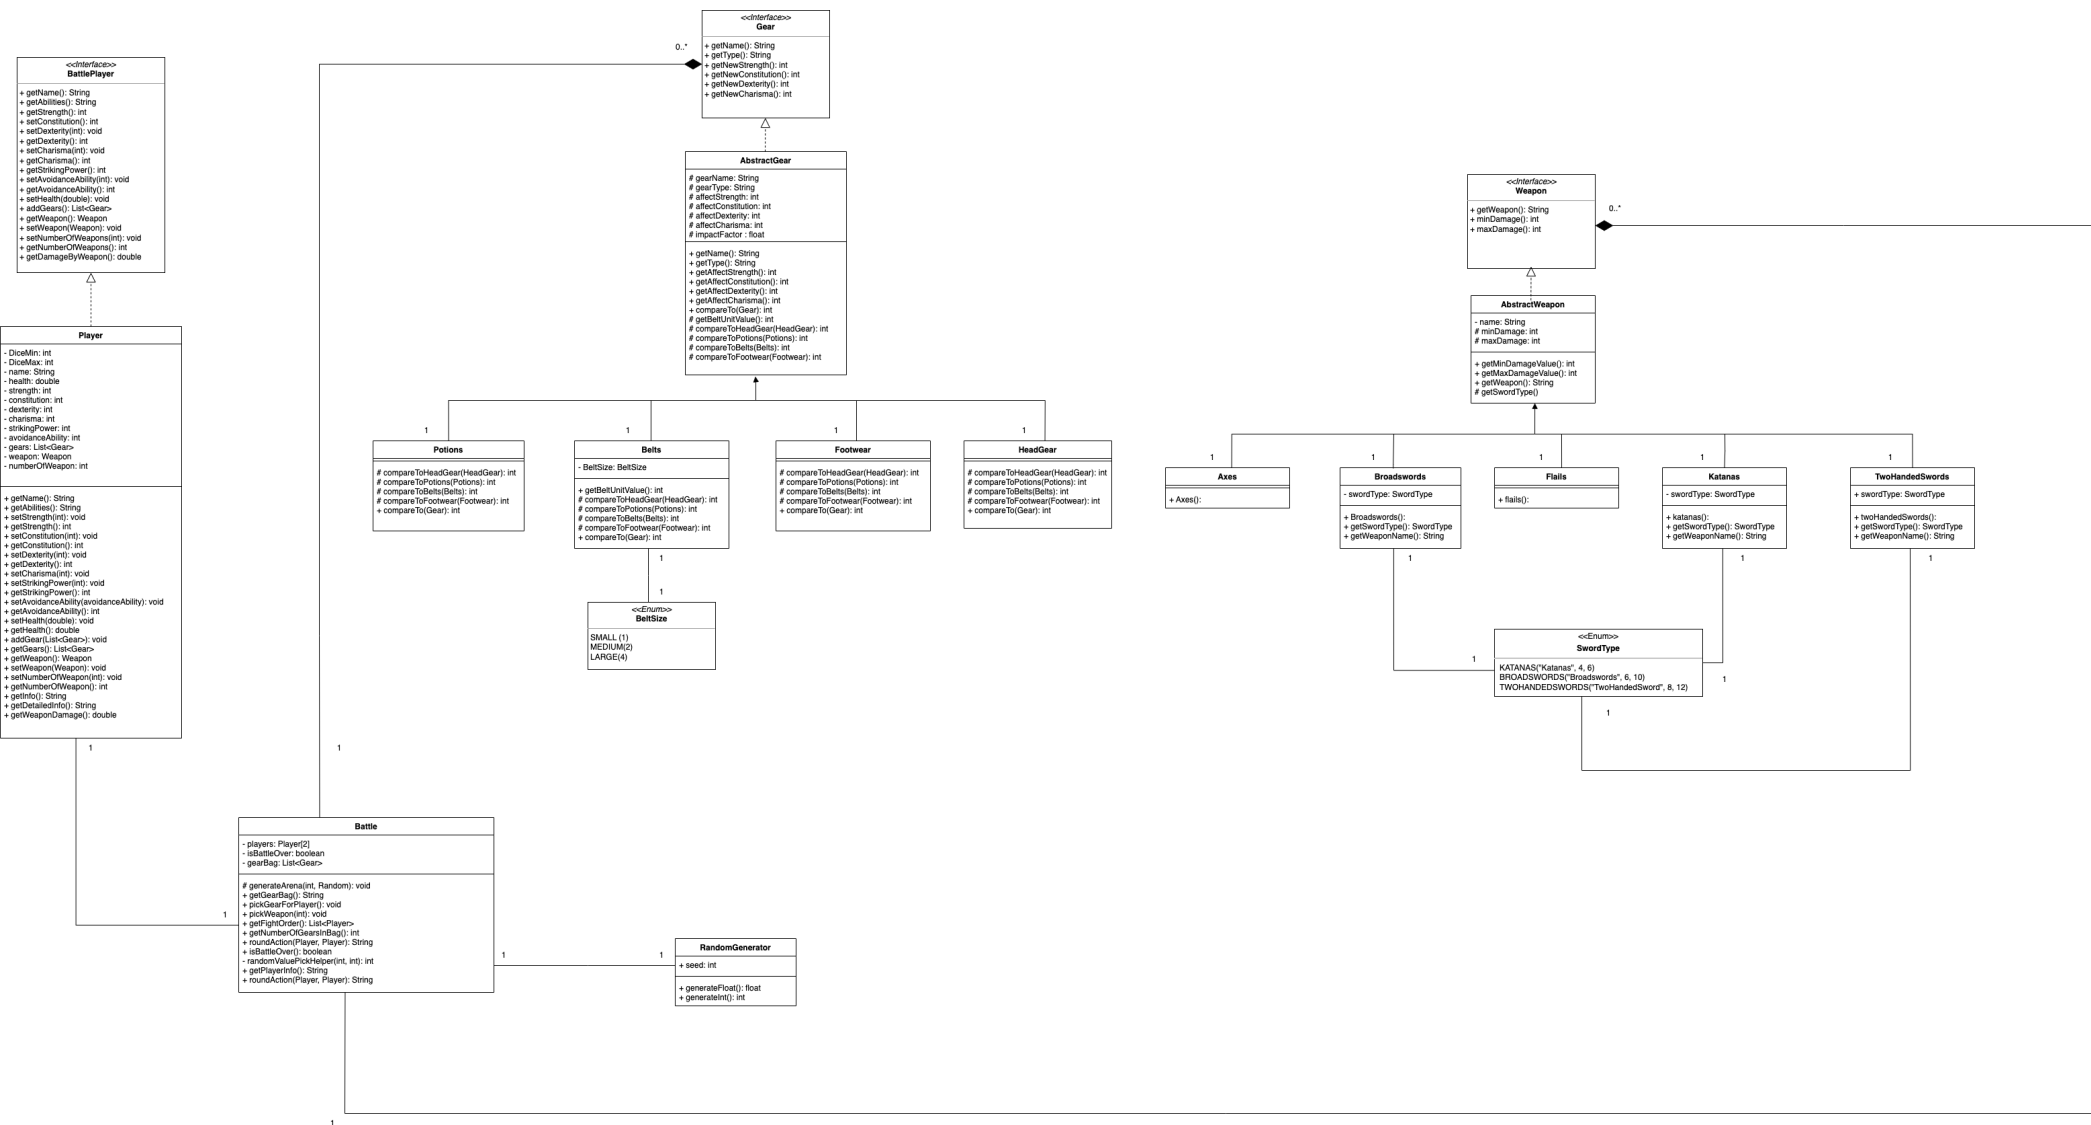 <<Interface>>
BattlePlayer
+ getName(): String
+ getAbilities(): String
+ getStrength(): int
+ setConstitution(): int
+ setDexterity(int): void
+ getDexterity(): int
+ setCharisma(int): void
+ getCharisma(): int
+ getStrikingPower(): int
+ setAvoidanceAbility(int): void
+ getAvoidanceAbility(): int
+ setHealth(double): void
+ addGears(): List<Gear>
+ getWeapon(): Weapon
+ setWeapon(Weapon): void
+ setNumberOfWeapons(int): void
+ getNumberOfWeapons(): int
+ getDamageByWeapon(): double
Player
- DiceMin: int
- DiceMax: int
- name: String
- health: double
- strength: int
- constitution: int
- dexterity: int
- charisma: int
- strikingPower: int
- avoidanceAbility: int
- gears: List<Gear>
- weapon: Weapon
- numberOfWeapon: int
+ getName(): String
+ getAbilities(): String
+ setStrength(int): void
+ getStrength(): int
+ setConstitution(int): void
+ getConstitution(): int
+ setDexterity(int): void
+ getDexterity(): int
+ setCharisma(int): void
+ setStrikingPower(int): void
+ getStrikingPower(): int
+ setAvoidanceAbility(avoidanceAbility): void
+ getAvoidanceAbility(): int
+ setHealth(double): void
+ getHealth(): double
+ addGear(List<Gear>): void
+ getGears(): List<Gear>
+ getWeapon(): Weapon
+ setWeapon(Weapon): void
+ setNumberOfWeapon(int): void
+ getNumberOfWeapon(): int
+ getInfo(): String
+ getDetailedInfo(): String
+ getWeaponDamage(): double
1
1
1
Battle
- players: Player[2]
- isBattleOver: boolean
- gearBag: List<Gear>
# generateArena(int, Random): void
+ getGearBag(): String
+ pickGearForPlayer(): void
+ pickWeapon(int): void
+ getFightOrder(): List<Player>
+ getNumberOfGearsInBag(): int
+ roundAction(Player, Player): String
+ isBattleOver(): boolean
- randomValuePickHelper(int, int): int
+ getPlayerInfo(): String
+ roundAction(Player, Player): String
1
1
1
RandomGenerator
+ seed: int
+ generateFloat(): float
+ generateInt(): int
0..*
<<Interface>>
Gear
+ getName(): String
+ getType(): String
+ getNewStrength(): int
+ getNewConstitution(): int
+ getNewDexterity(): int
+ getNewCharisma(): int
AbstractGear
# gearName: String
# gearType: String
# affectStrength: int
# affectConstitution: int
# affectDexterity: int
# affectCharisma: int
# impactFactor : float
+ getName(): String
+ getType(): String
+ getAffectStrength(): int
+ getAffectConstitution(): int
+ getAffectDexterity(): int
+ getAffectCharisma(): int
+ compareTo(Gear): int
# getBeltUnitValue(): int
# compareToHeadGear(HeadGear): int
# compareToPotions(Potions): int
# compareToBelts(Belts): int
# compareToFootwear(Footwear): int
1
1
1
1
Potions
# compareToHeadGear(HeadGear): int
# compareToPotions(Potions): int
# compareToBelts(Belts): int
# compareToFootwear(Footwear): int
+ compareTo(Gear): int
Belts
- BeltSize: BeltSize
+ getBeltUnitValue(): int
# compareToHeadGear(HeadGear): int
# compareToPotions(Potions): int
# compareToBelts(Belts): int
# compareToFootwear(Footwear): int
+ compareTo(Gear): int
Footwear
# compareToHeadGear(HeadGear): int
# compareToPotions(Potions): int
# compareToBelts(Belts): int
# compareToFootwear(Footwear): int
+ compareTo(Gear): int
HeadGear
# compareToHeadGear(HeadGear): int
# compareToPotions(Potions): int
# compareToBelts(Belts): int
# compareToFootwear(Footwear): int
+ compareTo(Gear): int
1
1
<<Enum>>
BeltSize
SMALL (1)
MEDIUM(2)
LARGE(4)
<<Interface>>
Weapon
+ getWeapon(): String
+ minDamage(): int
+ maxDamage(): int
0..*
AbstractWeapon
- name: String
# minDamage: int
# maxDamage: int
+ getMinDamageValue(): int
+ getMaxDamageValue(): int
+ getWeapon(): String
# getSwordType()
1
1
1
1
1
Axes
+ Axes():
Broadswords
- swordType: SwordType
+ Broadswords():
+ getSwordType(): SwordType
+ getWeaponName(): String
Flails
+ flails():
Katanas
- swordType: SwordType
+ katanas():
+ getSwordType(): SwordType
+ getWeaponName(): String
TwoHandedSwords
+ swordType: SwordType
+ twoHandedSwords():
+ getSwordType(): SwordType
+ getWeaponName(): String
1
1
1
<<Enum>>
SwordType
KATANAS("Katanas", 4, 6)
BROADSWORDS("Broadswords", 6, 10)
TWOHANDEDSWORDS("TwoHandedSword", 8, 12)
1
1
1